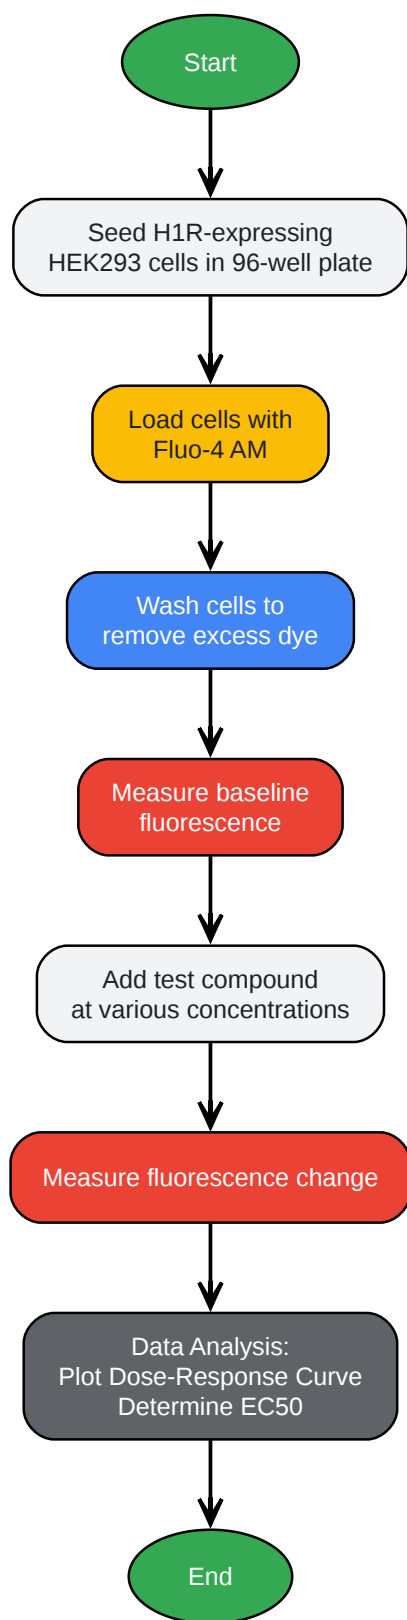 Start
Seed H1R-expressing
HEK293 cells in 96-well plate
Load cells with
Fluo-4 AM
Wash cells to
remove excess dye
Measure baseline
fluorescence
Add test compound
at various concentrations
Measure fluorescence change
Data Analysis:
Plot Dose-Response Curve
Determine EC50
End